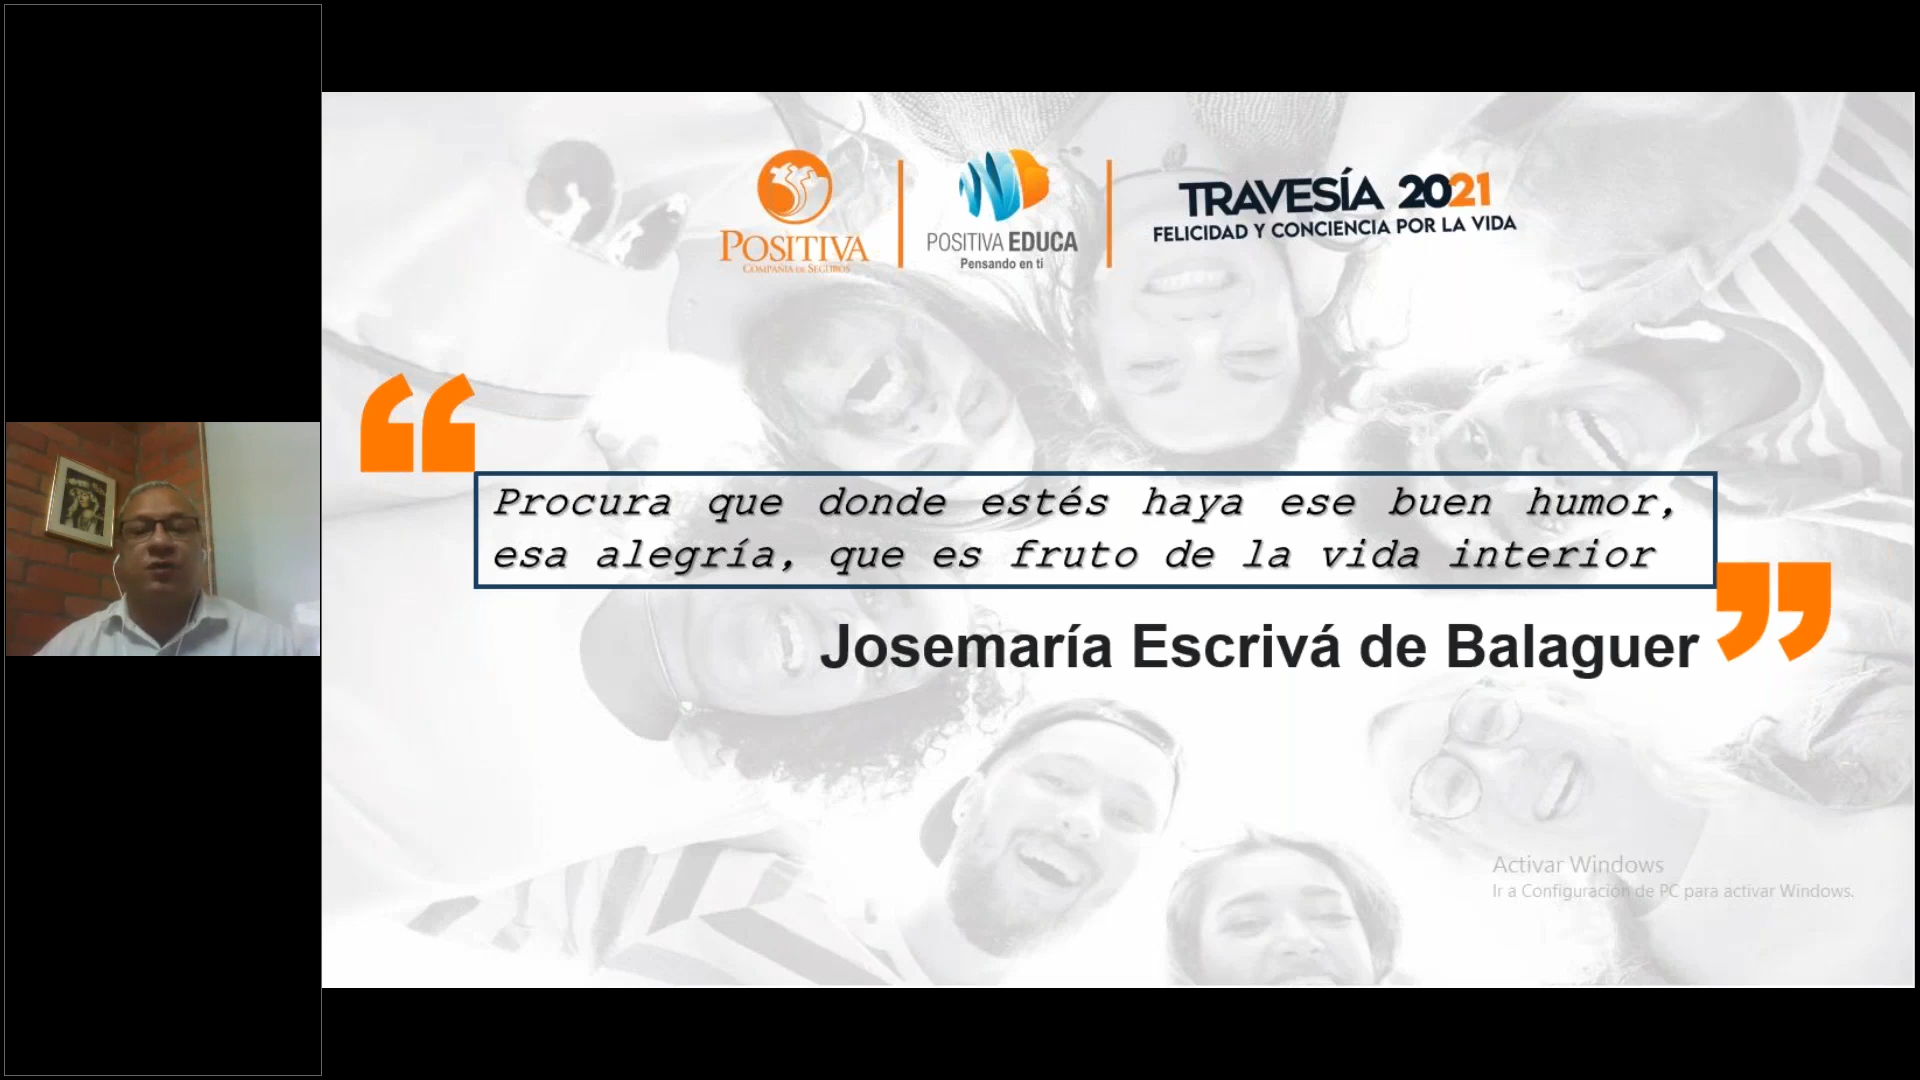 POSITIVA
COMPAÑÍA DE SEGUROS
POSITIVA EDUCA
Pensando en ti
TRAVESÍA 2021
FELICIDAD Y CONCIENCIA POR LA VIDA
“
Procura que donde estés haya ese buen humor,
esa alegría, que es fruto de la vida interior
”
Josemaría Escrivá de Balaguer
Activar Windows
Ir a Configuración de PC para activar Windows.